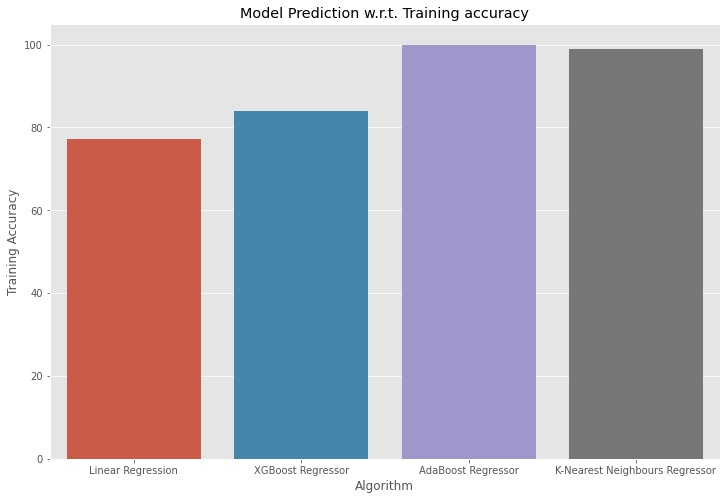 Model Prediction w.r.t. Training accuracy
100
80
60
40
20
0
Training Accuracy
Linear Regression
XGBoost Regressor
AdaBoost Regressor
K-Nearest Neighbours Regressor
Algorithm